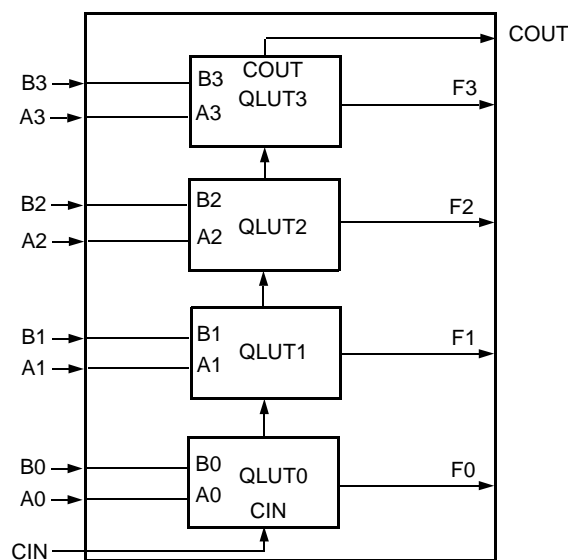 COUT
B3
B3
COUT
QLUT3
F3
A3
A3
B2
B2
QLUT2
F2
A2
A2
B1
B1
QLUT1
F1
A1
A1
B0
B0
QLUT0
F0
A0
A0
CIN
CIN